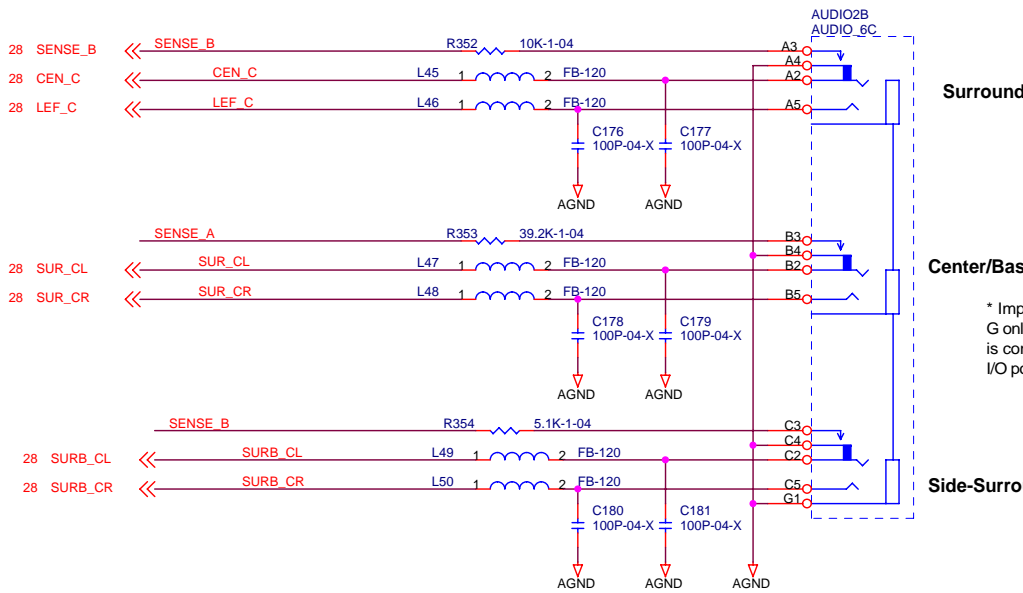 AUDIO2B
AUDIO_6C
28 SENSE_B SENSE_B R352 10K-1-04 A3
A4
28 CEN_C CEN_C L45 1 2 FB-120 A2
Surround
28 LEF_C LEF_C L46 1 2 FB-120 A5
C176 C177
100P-04-X 100P-04-X
AGND AGND
SENSE_A R353 39.2K-1-04 B3
B4
28 SUR_CL SUR_CL L47 1 2 FB-120 B2
Center/Bas
28 SUR_CR SUR_CR L48 1 2 FB-120 B5
* Imp
G onl
is cor
I/O po
C178 C179
100P-04-X 100P-04-X
AGND AGND
SENSE_B R354 5.1K-1-04 C3
C4
28 SURB_CL SURB_CL L49 1 2 FB-120 C2
28 SURB_CR SURB_CR L50 1 2 FB-120 C5
Side-Surro
G1
C180 C181
100P-04-X 100P-04-X
AGND AGND AGND